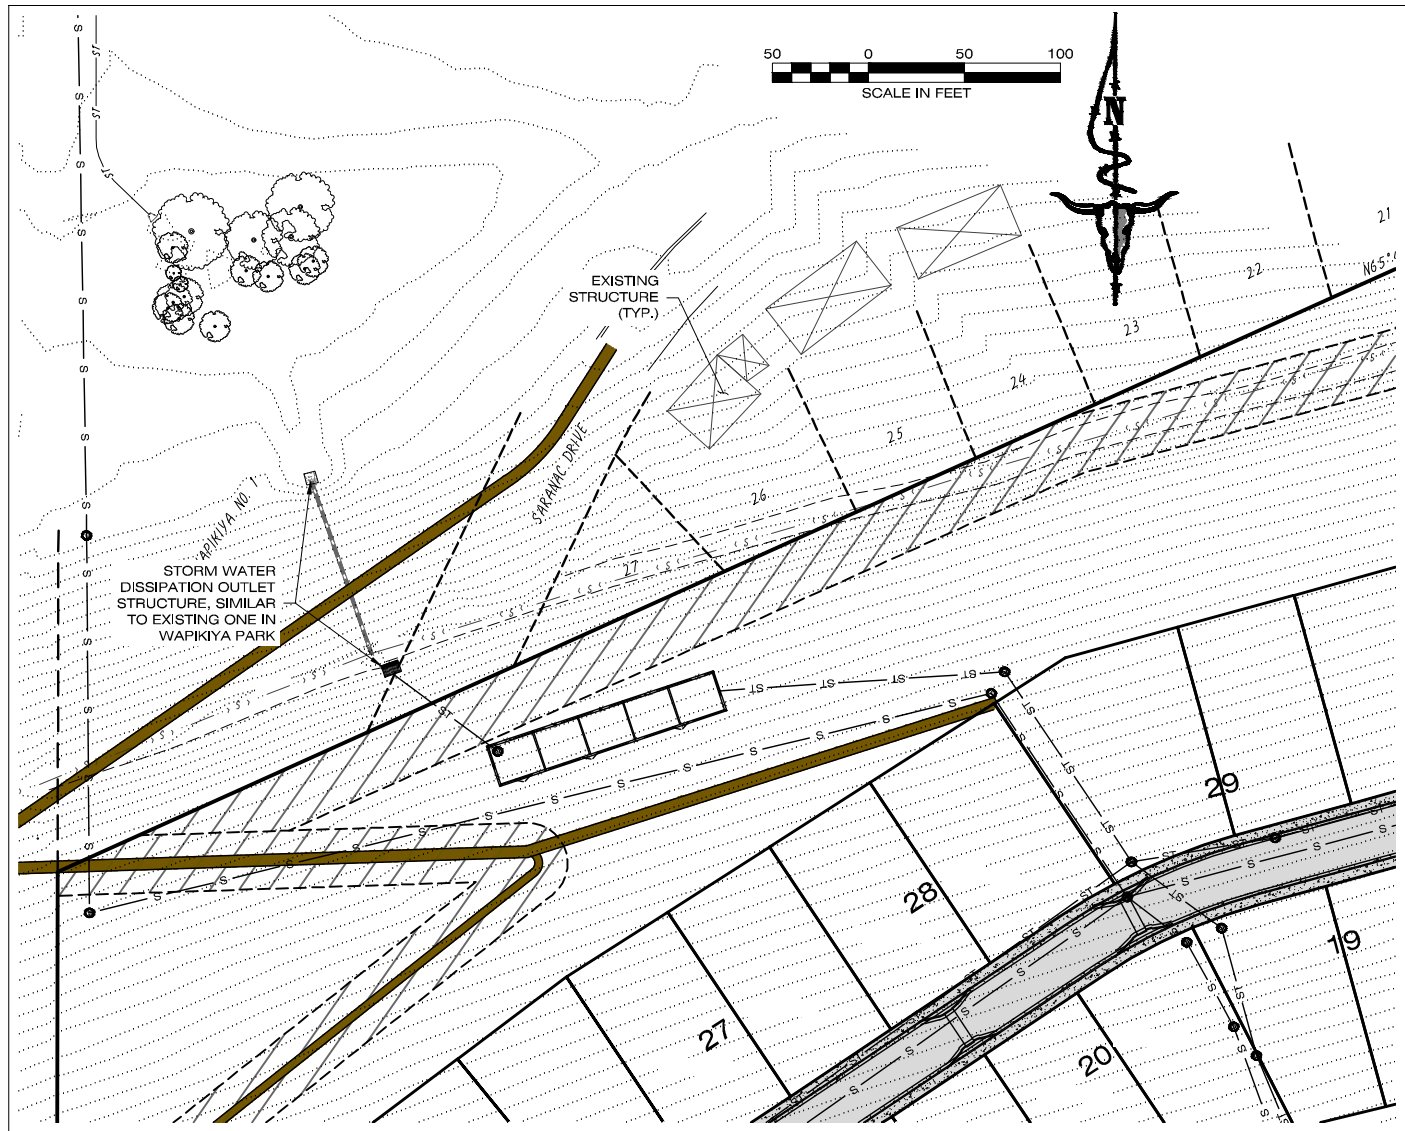 50 0 50 100
SCALE IN FEET
N
EXISTING
STRUCTURE
(TYP.)
21
N65°
22
23
24
25
26
27
SARANAC DRIVE
APIKIYA NO. 1
STORM WATER
DISSIPATION OUTLET
STRUCTURE, SIMILAR
TO EXISTING ONE IN
WAPIKIYA PARK
S
ST
29
28
27
19
20